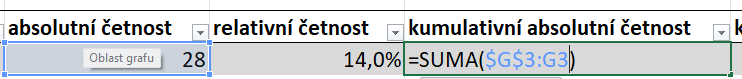 absolutní četnost relativní četnost kumulativní absolutní četnost k
Oblast grafu 28 14,0% =SUMA($G$3:G3)